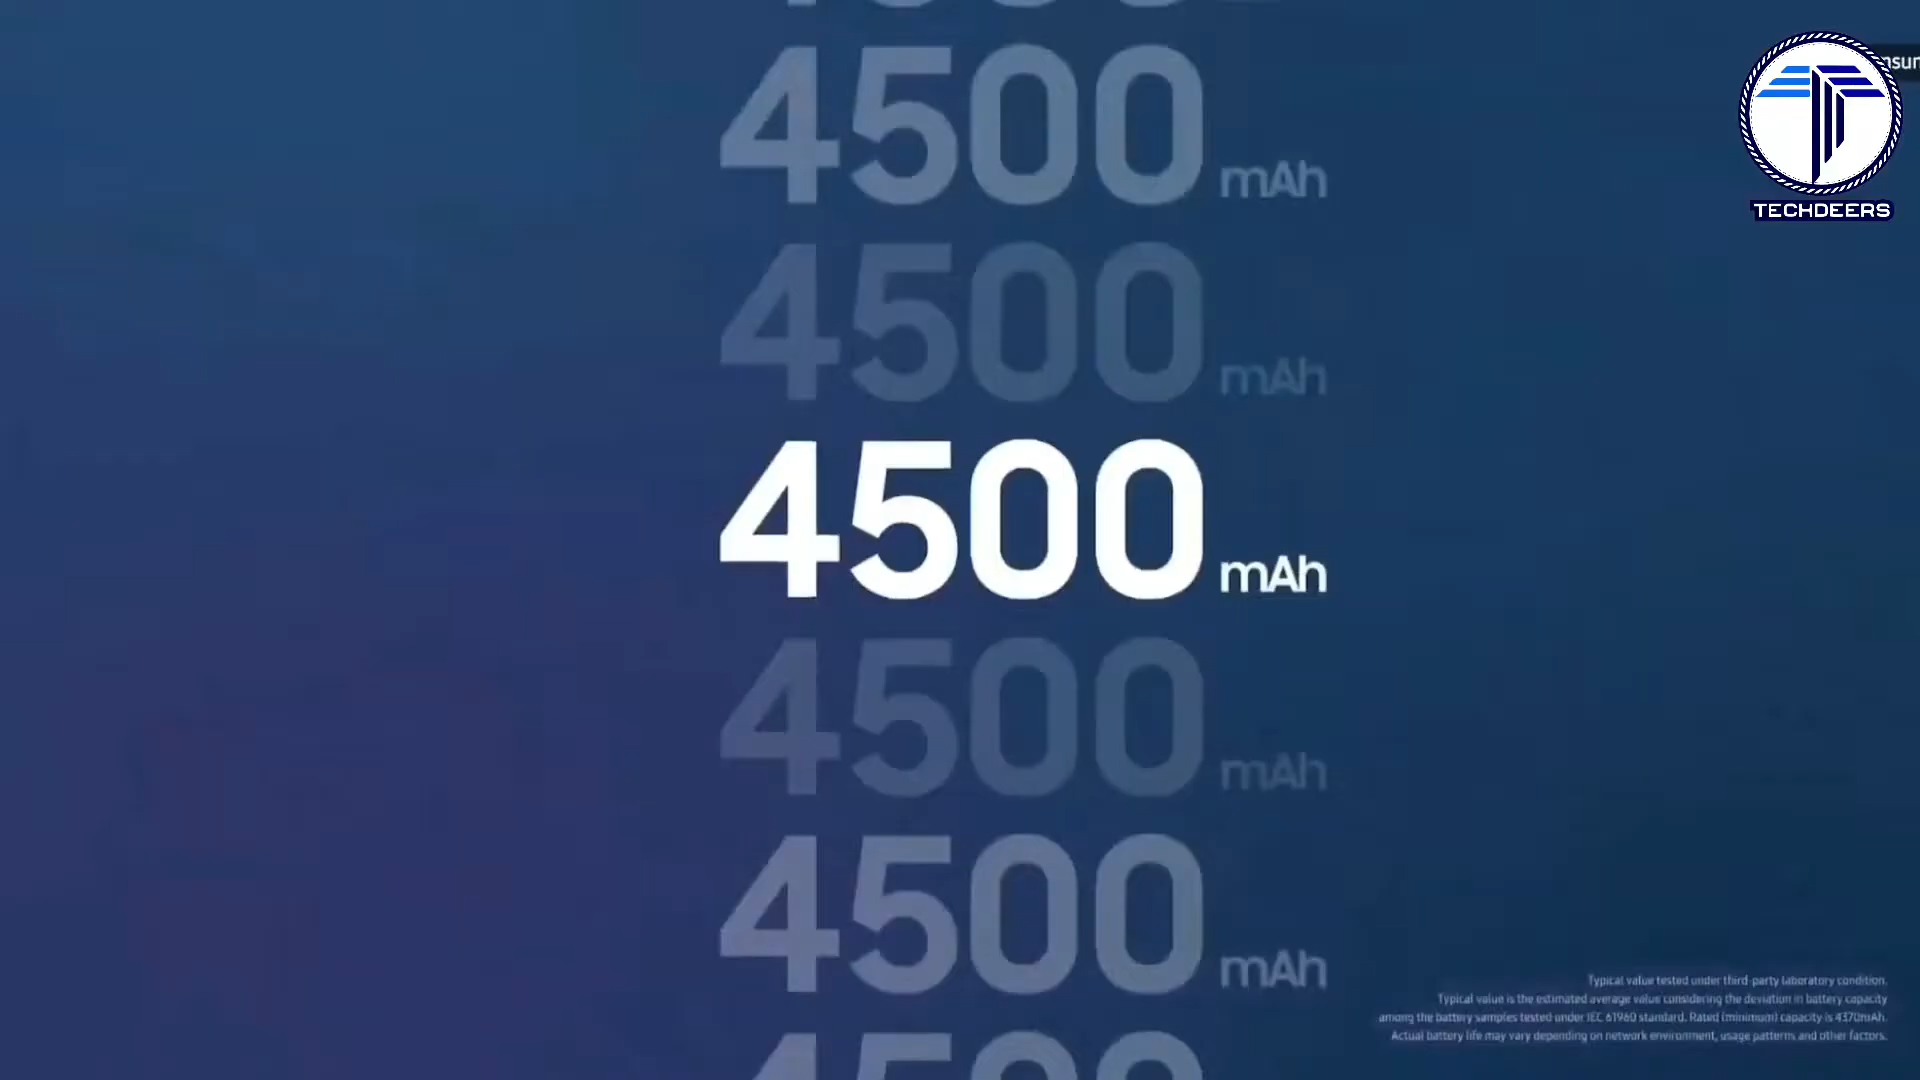 4500 mAh
nsun
TECHDEERS
4500 mAh
4500 mAh
4500 mAh
4500 mAh
Typical value tested under third-party laboratory condition.
Typical value is the estimated average value considering the deviation in battery capacity
among the battery samples tested under IEC 61960 standard. Rated (minimum) capacity is 4370mAh.
Actual battery life may vary depending on network environment, usage patterns and other factors.